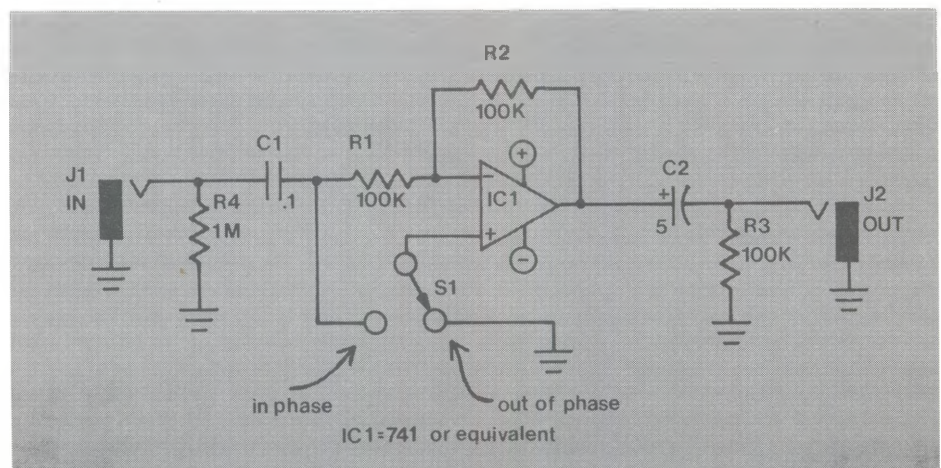 R2
100K
J1
IN
C1
.1
R1
100K
R4
1M
−
IC1
+
+
−
S1
C2
+
5
R3
100K
J2
OUT
in phase
out of phase
IC1=741 or equivalent